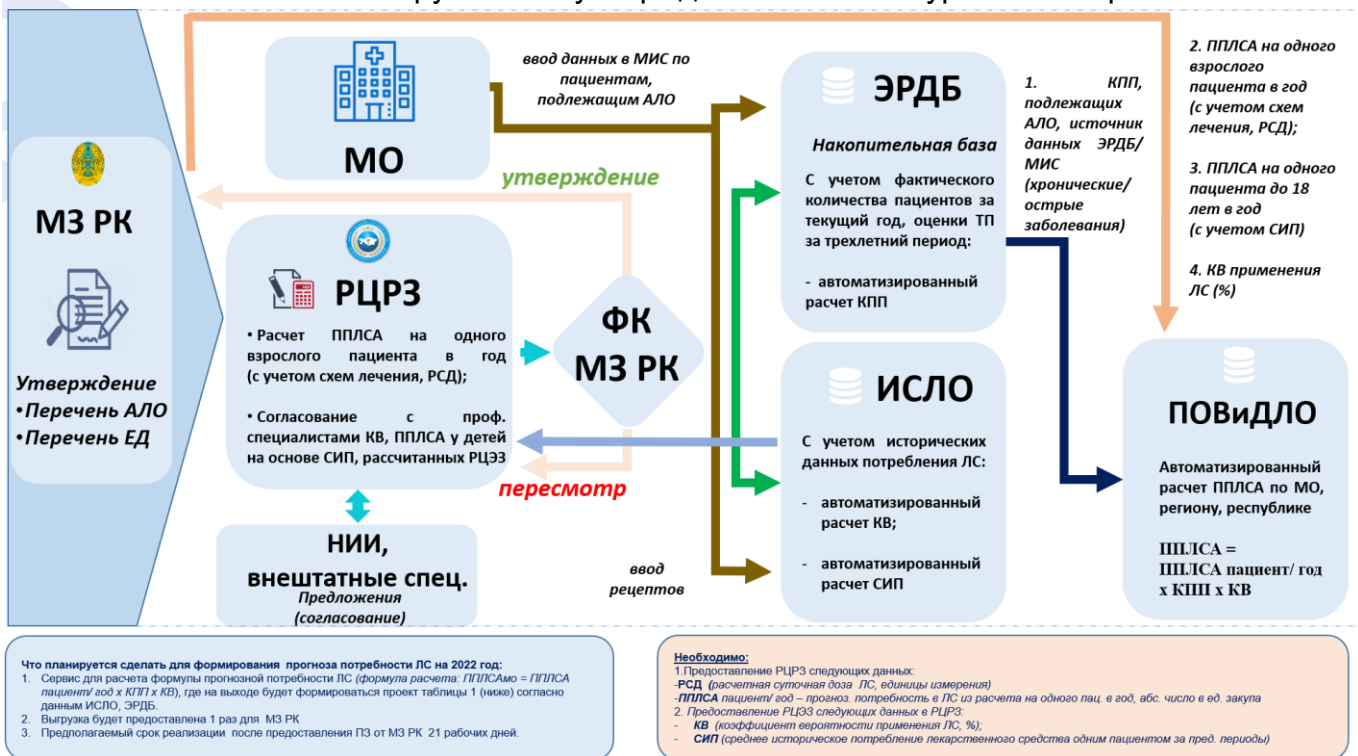 МЗ РК
Утверждение
•Перечень АЛО
•Перечень ЕД
МО
ввод данных в МИС по
пациентам,
подлежащим АЛО
утверждение
РЦРЗ
• Расчет ППЛСА на одного
взрослого пациента в год
(с учетом схем лечения, РСД);
• Согласование с проф.
специалистами КВ, ППЛСА у детей
на основе СИП, рассчитанных РЦЭЗ
ФК
МЗ РК
пересмотр
НИИ,
внештатные спец.
Предложения
(согласование)
ввод
рецептов
ЭРДБ
Накопительная база
С учетом фактического
количества пациентов за
текущий год, оценки ТП
за трехлетний период:
- автоматизированный
расчет КПП
ИСЛО
С учетом исторических
данных потребления ЛС:
- автоматизированный
расчет КВ;
- автоматизированный
расчет СИП
1. КПП,
подлежащих
АЛО, источник
данных ЭРДБ/
МИС
(хронические/
острые
заболевания)
2. ППЛСА на одного
взрослого
пациента в год
(с учетом схем
лечения, РСД);
3. ППЛСА на одного
пациента до 18
лет в год
(с учетом СИП)
4. КВ применения
ЛС (%)
ПОВиДЛО
Автоматизированный
расчет ППЛСА по МО,
региону, республике
ППЛСА =
ППЛСА пациент/ год
х КПП х КВ
Что планируется сделать для формирования прогноза потребности ЛС на 2022 год:
1. Сервис для расчета формулы прогнозной потребности ЛС (формула расчета: ППЛСАмо = ППЛСА
пациент/ год х КПП х КВ), где на выходе будет формироваться проект таблицы 1 (ниже) согласно
данным ИСЛО, ЭРДБ.
2. Выгрузка будет предоставлена 1 раз для МЗ РК
3. Предполагаемый срок реализации после предоставления ПЗ от МЗ РК 21 рабочих дней.
Необходимо:
1.Предоставление РЦРЗ следующих данных:
-РСД (расчетная суточная доза ЛС, единицы измерения)
-ППЛСА пациент/ год – прогноз. потребность в ЛС из расчета на одного пац. в год, абс. число в ед. закупа
2. Предоставление РЦЭЗ следующих данных в РЦРЗ:
- КВ (коэффициент вероятности применения ЛС, %);
- СИП (среднее историческое потребление лекарственного средства одним пациентом за пред. периоды)